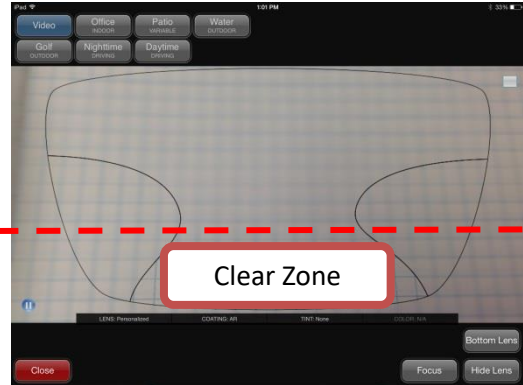 iPad 1:01 PM 33%
Video Office Patio Water
INDOOR VARIABLE OUTDOOR
Golf Nighttime Daytime
OUTDOOR DRIVING DRIVING
Clear Zone
LENS: Personalized COATING: AR TINT: None COLOR: N/A
Bottom Lens
Close Focus Hide Lens